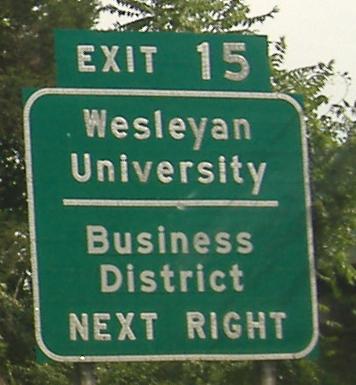 EXIT 15
Wesleyan
University
Business
District
NEXT RIGHT